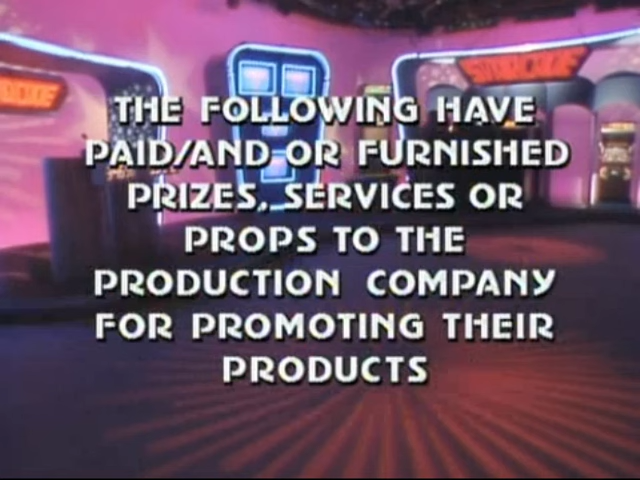 STARCADE
THE FOLLOWING HAVE
PAID/AND OR FURNISHED
PRIZES, SERVICES OR
PROPS TO THE
PRODUCTION COMPANY
FOR PROMOTING THEIR
PRODUCTS